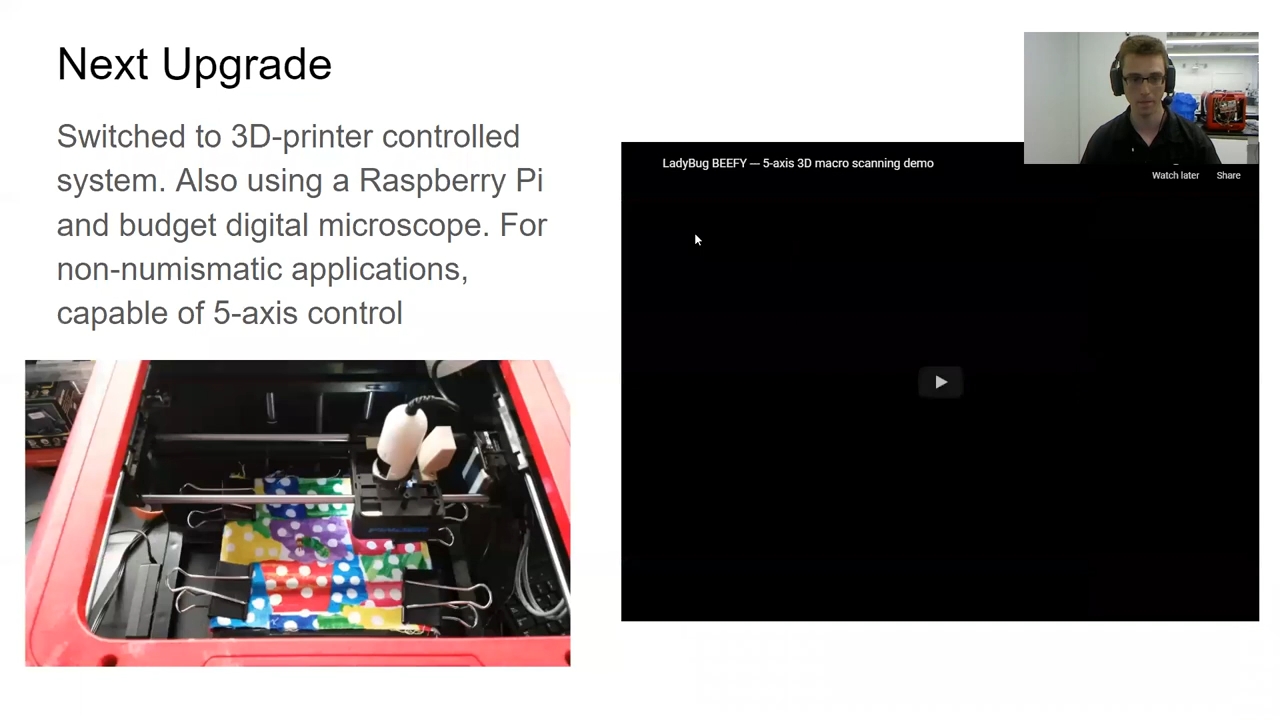 Next Upgrade
Switched to 3D-printer controlled
system. Also using a Raspberry Pi
and budget digital microscope. For
non-numismatic applications,
capable of 5-axis control
LadyBug BEEFY — 5-axis 3D macro scanning demo
Watch later
Share